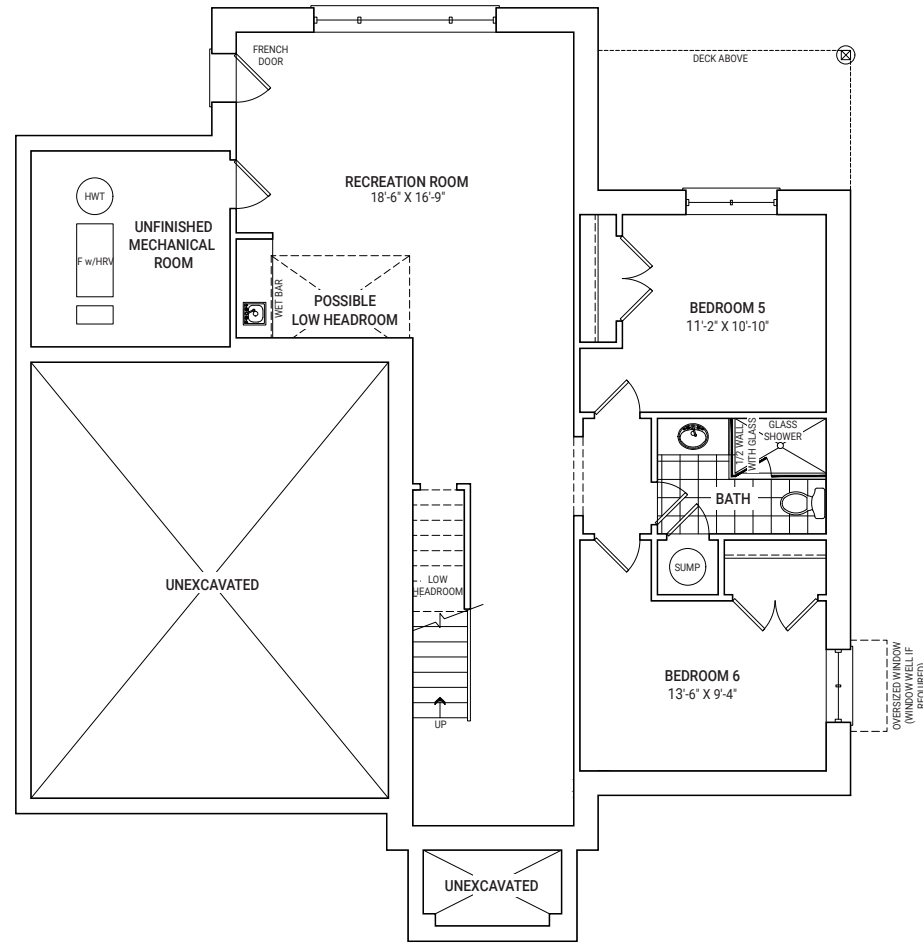 FRENCH
DOOR
DECK ABOVE
RECREATION ROOM
18'-6" X 16'-9"
HWT
UNFINISHED
MECHANICAL
ROOM
F w/HRV
WET BAR
POSSIBLE
LOW HEADROOM
BEDROOM 5
11'-2" X 10'-10"
1/2 WALL
WITH GLASS
GLASS
SHOWER
BATH
SUMP
UNEXCAVATED
LOW
HEADROOM
UP
BEDROOM 6
13'-6" X 9'-4"
OVERSIZED WINDOW
(WINDOW WELL IF
REQUIRED)
UNEXCAVATED